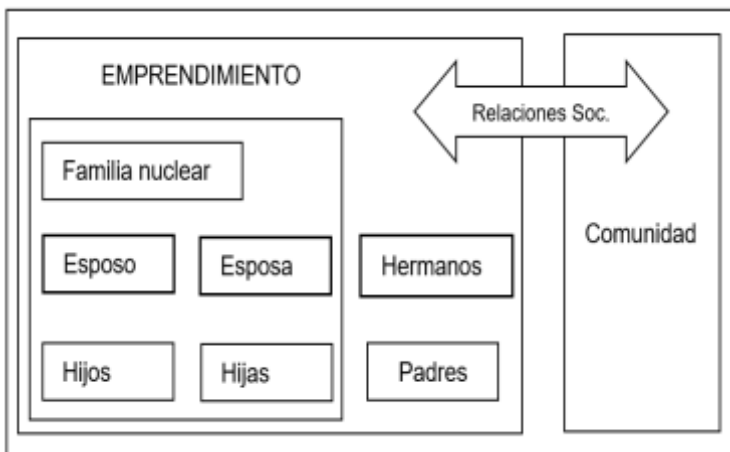 EMPRENDIMIENTO
Relaciones Soc.
Familia nuclear
Comunidad
Esposo
Esposa
Hermanos
Hijos
Hijas
Padres